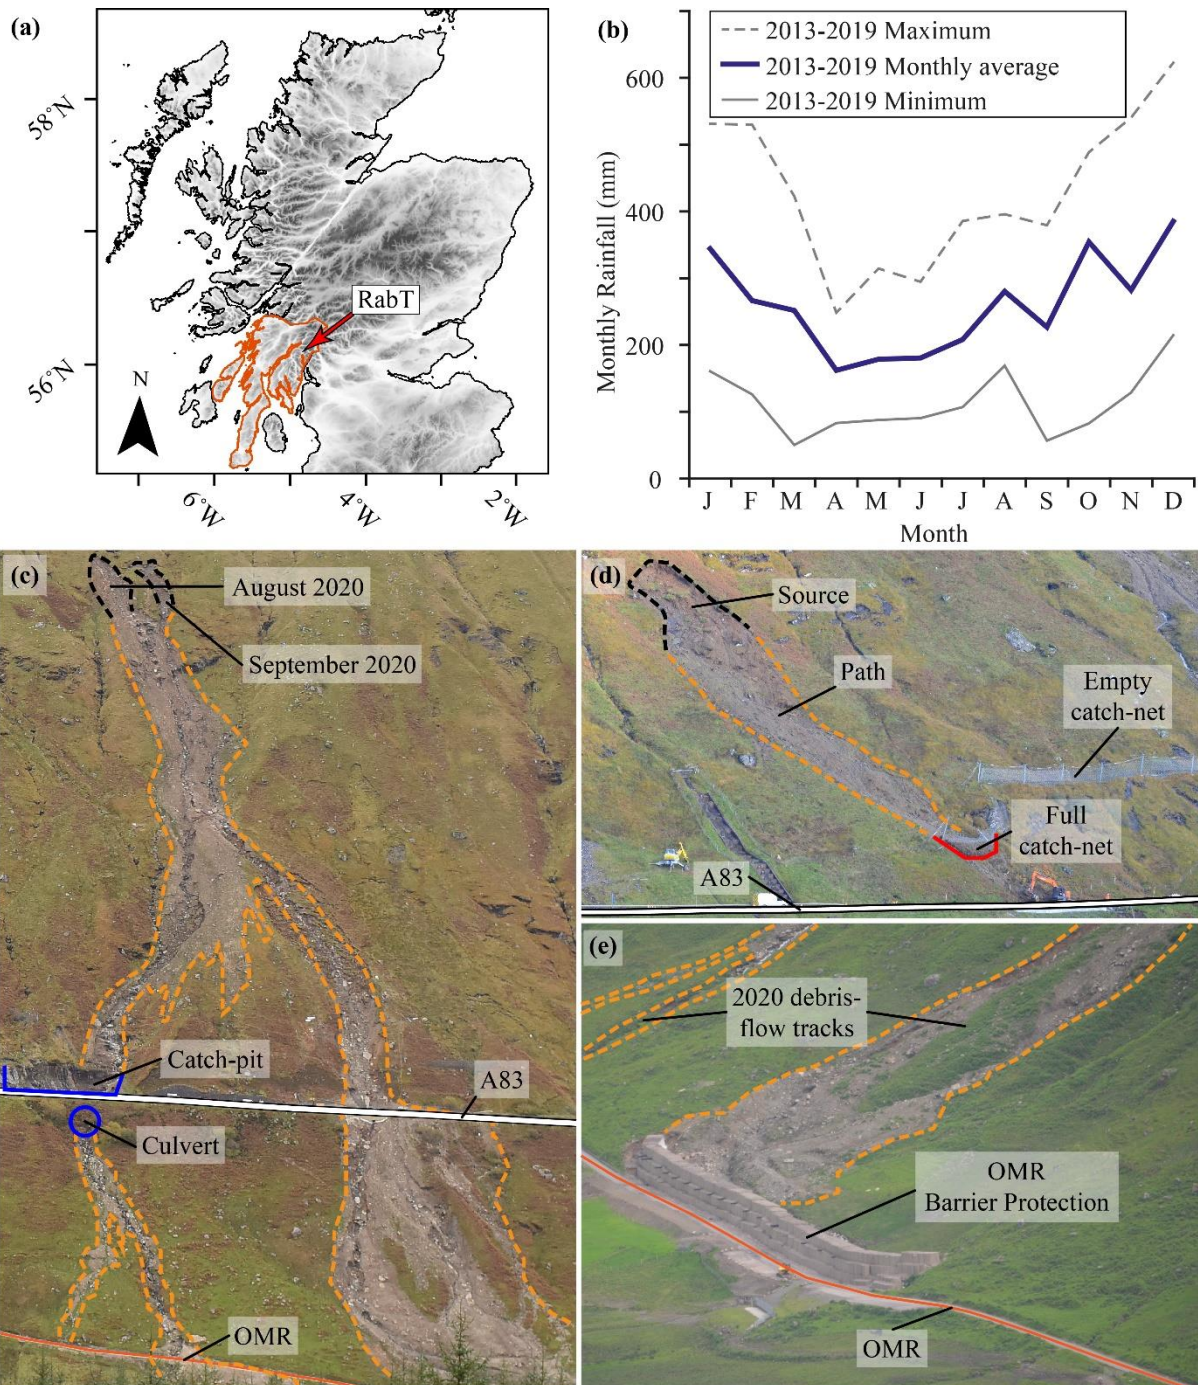 (a)
58°N
56°N
RabT
N
6°W
4°W
2°W
(b)
2013-2019 Maximum
2013-2019 Monthly average
2013-2019 Minimum
Monthly Rainfall (mm)
600
400
200
0
J F M A M J J A S O N D
Month
(c)
August 2020
September 2020
Catch-pit
A83
Culvert
OMR
(d)
Source
Path
Empty
catch-net
Full
catch-net
A83
(e)
2020 debris-
flow tracks
OMR
Barrier Protection
OMR